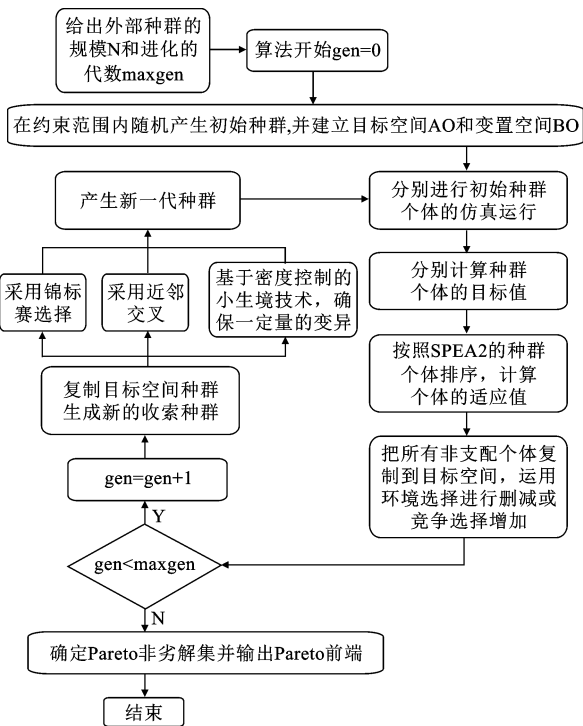 给出外部种群的
规模N和进化的
代数maxgen
算法开始gen=0
在约束范围内随机产生初始种群,并建立目标空间AO和变置空间BO
产生新一代种群
分别进行初始种群
个体的仿真运行
采用锦标
赛选择
采用近邻
交叉
基于密度控制的
小生境技术，确
保一定量的变异
分别计算种群
个体的目标值
按照SPEA2的种群
个体排序，计算
个体的适应值
复制目标空间种群
生成新的收索种群
把所有非支配个体复
制到目标空间，运用
环境选择进行删减或
竞争选择增加
gen=gen+1
Y
gen<maxgen
N
确定Pareto非劣解集并输出Pareto前端
结束